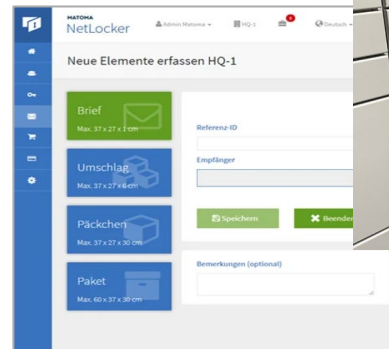 MATOMA
NetLocker
Admin Matoma
HQ-1
Deutsch
Neue Elemente erfassen HQ-1
Brief
Max. 37 x 27 x 1 cm
Umschlag
Max. 37 x 27 x 6 cm
Päckchen
Max. 37 x 27 x 30 cm
Paket
Max. 60 x 37 x 30 cm
Referenz-ID
Empfänger
Speichern
Beenden
Bemerkungen (optional)